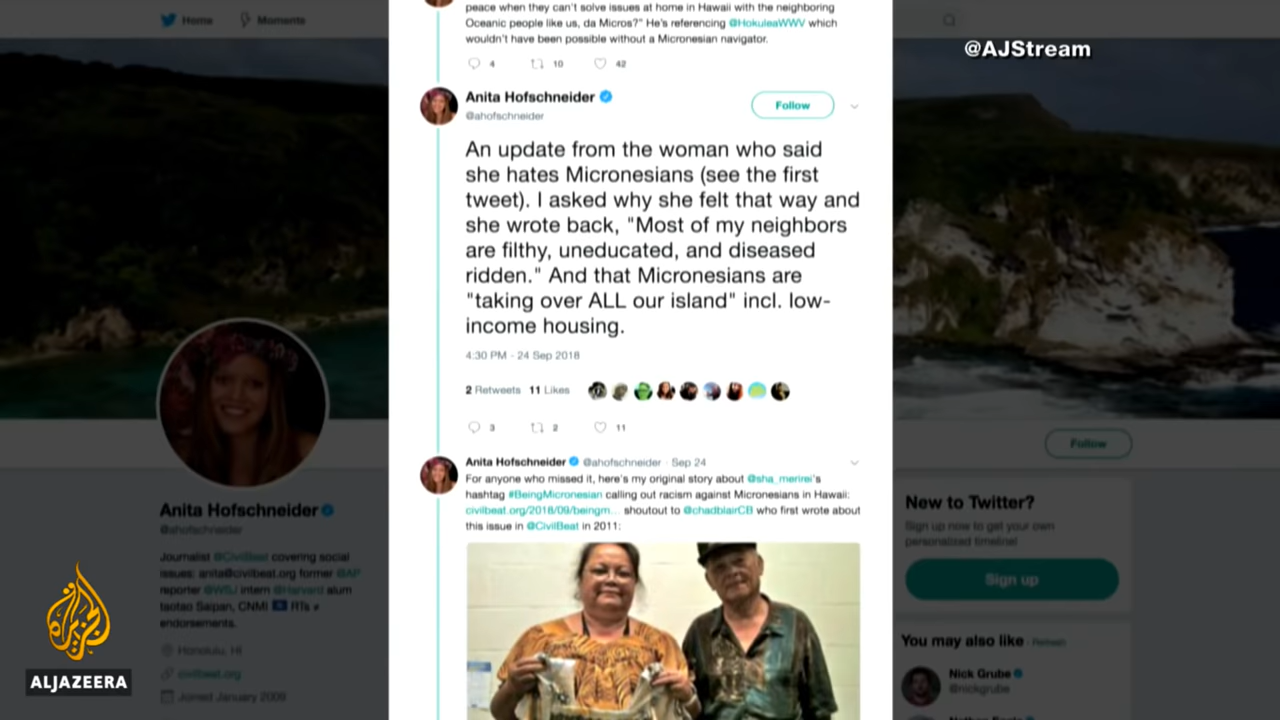 Home
Moments
@AJStream
peace when they can't solve issues at home in Hawaii with the neighboring
Oceanic people like us, da Micros?" He's referencing @HokuleaWWV which
wouldn't have been possible without a Micronesian navigator.
4 10 42
Anita Hofschneider
Follow
@ahofschneider
An update from the woman who said
she hates Micronesians (see the first
tweet). I asked why she felt that way and
she wrote back, "Most of my neighbors
are filthy, uneducated, and diseased
ridden." And that Micronesians are
"taking over ALL our island" incl. low-
income housing.
4:30 PM - 24 Sep 2018
2 Retweets 11 Likes
3 2 11
Anita Hofschneider @ahofschneider · Sep 24
For anyone who missed it, here's my original story about @sha_merirei's
hashtag #BeingMicronesian calling out racism against Micronesians in Hawaii:
civilbeat.org/2018/09/beingm... shoutout to @chadblairCB who first wrote about
this issue in @CivilBeat in 2011:
Anita Hofschneider
@ahofschneider
Journalist @CivilBeat covering social
issues: anita@civilbeat.org former @AP
reporter @WSJ intern @Harvard alum
taotao Saipan, CNMI RTs ≠
endorsements.
Honolulu, HI
civilbeat.org
Joined January 2009
Follow
New to Twitter?
Sign up now to get your own
personalized timeline!
Sign up
You may also like · Refresh
Nick Grube
@nickgrube
ALJAZEERA